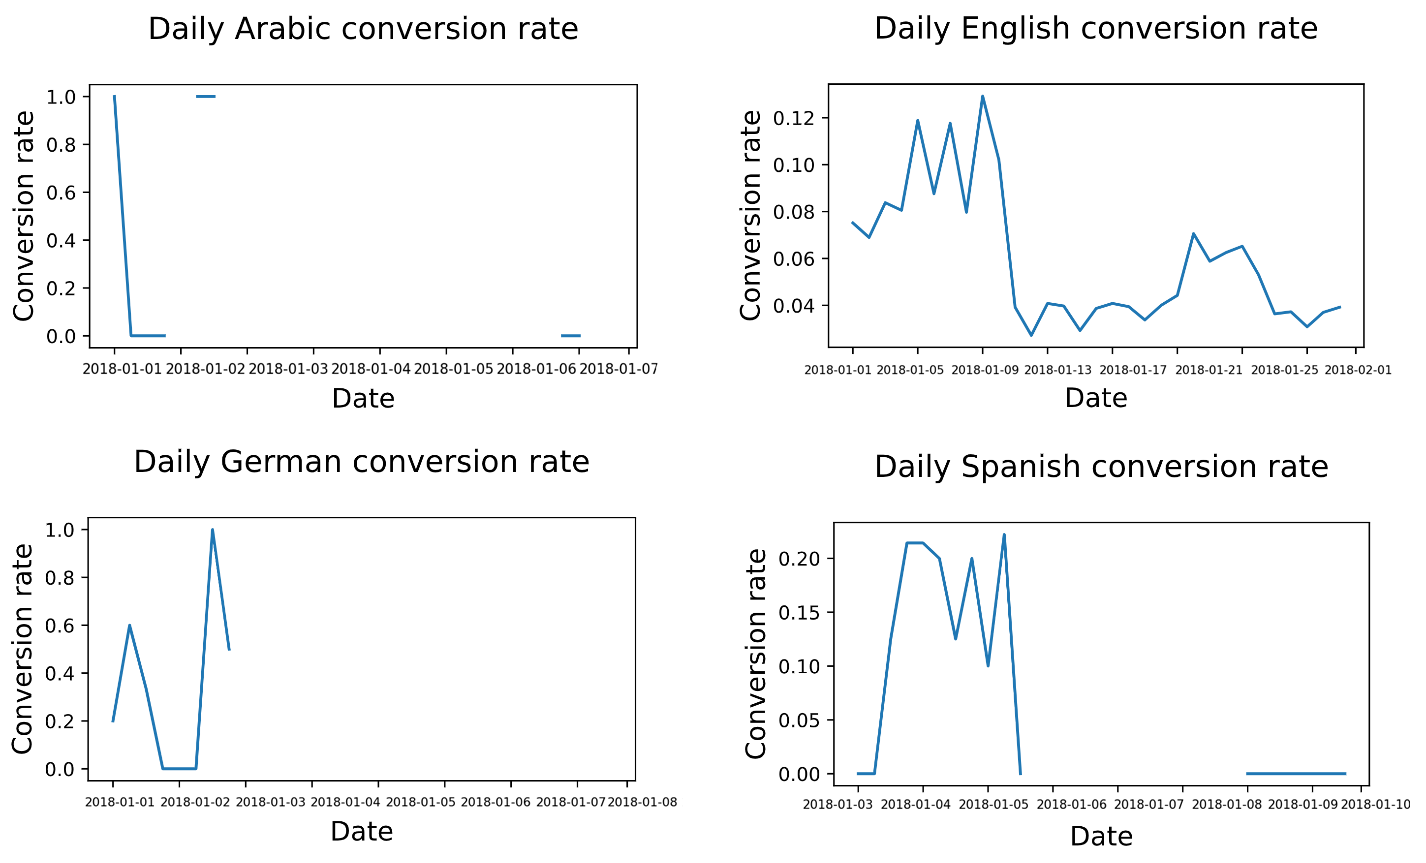 Daily Arabic conversion rate
Conversion rate
1.0
0.8
0.6
0.4
0.2
0.0
2018-01-01 2018-01-02 2018-01-03 2018-01-04 2018-01-05 2018-01-06 2018-01-07
Date
Daily English conversion rate
Conversion rate
0.12
0.10
0.08
0.06
0.04
2018-01-01 2018-01-05 2018-01-09 2018-01-13 2018-01-17 2018-01-21 2018-01-25 2018-02-01
Date
Daily German conversion rate
Conversion rate
1.0
0.8
0.6
0.4
0.2
0.0
2018-01-01 2018-01-02 2018-01-03 2018-01-04 2018-01-05 2018-01-06 2018-01-07 2018-01-08
Date
Daily Spanish conversion rate
Conversion rate
0.20
0.15
0.10
0.05
0.00
2018-01-03 2018-01-04 2018-01-05 2018-01-06 2018-01-07 2018-01-08 2018-01-09 2018-01-10
Date